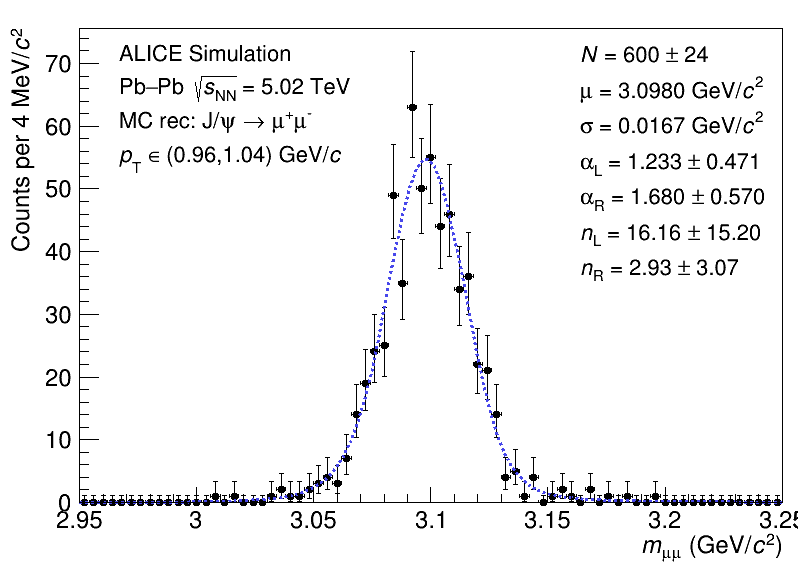 ALICE Simulation
Pb–Pb √sNN = 5.02 TeV
MC rec: J/ψ → μ+μ-
pT ∈ (0.96,1.04) GeV/c
N = 600 ± 24
μ = 3.0980 GeV/c²
σ = 0.0167 GeV/c²
αL = 1.233 ± 0.471
αR = 1.680 ± 0.570
nL = 16.16 ± 15.20
nR = 2.93 ± 3.07
Counts per 4 MeV/c²
70
60
50
40
30
20
10
0
2.95 3 3.05 3.1 3.15 3.2 3.25
mμμ (GeV/c²)